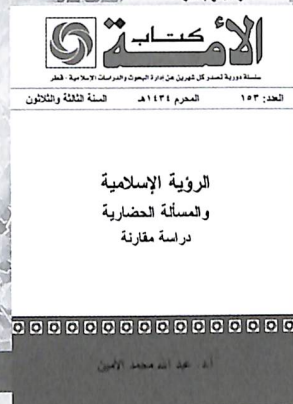 كتاب
الأمة
سلسلة دورية تصدر كل شهرين عن إدارة البحوث والدراسات الإسلامية - قطر
العدد: ١٥٣ المحرم ١٤٣٤هـ السنة الثالثة والثلاثون
الرؤية الإسلامية
والمسألة الحضارية
دراسة مقارنة
أ.د. عبد الله محمد الأمين